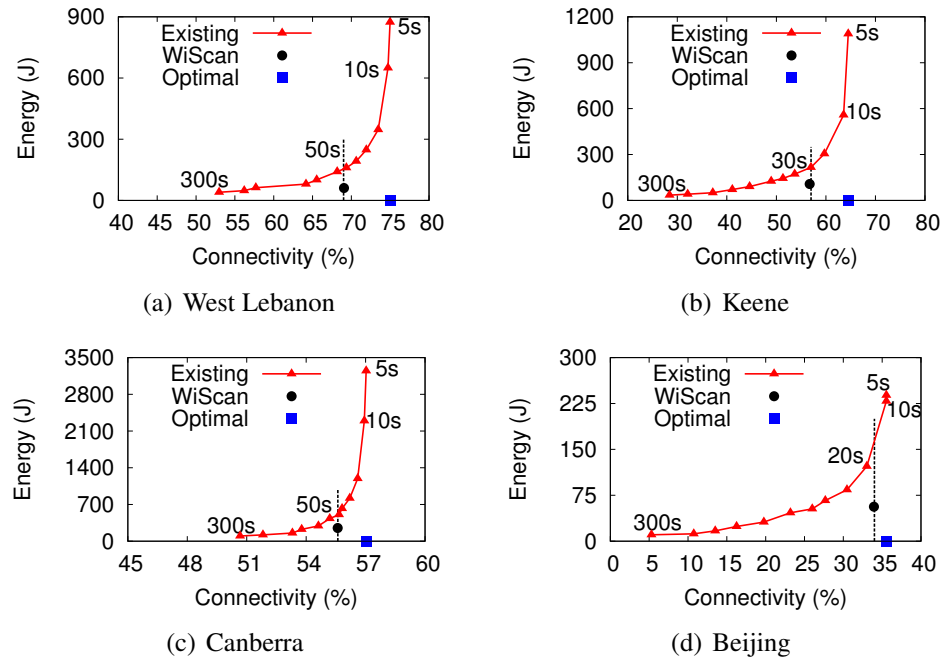 900
600
300
0
Energy (J)
Existing
WiScan
Optimal
5s
10s
50s
300s
40 45 50 55 60 65 70 75 80
Connectivity (%)
(a) West Lebanon
1200
900
600
300
0
Energy (J)
Existing
WiScan
Optimal
5s
10s
30s
300s
20 30 40 50 60 70 80
Connectivity (%)
(b) Keene
3500
2800
2100
1400
700
0
Energy (J)
Existing
WiScan
Optimal
5s
10s
50s
300s
45 48 51 54 57 60
Connectivity (%)
(c) Canberra
300
225
150
75
0
Energy (J)
Existing
WiScan
Optimal
5s
10s
20s
300s
0 5 10 15 20 25 30 35 40
Connectivity (%)
(d) Beijing